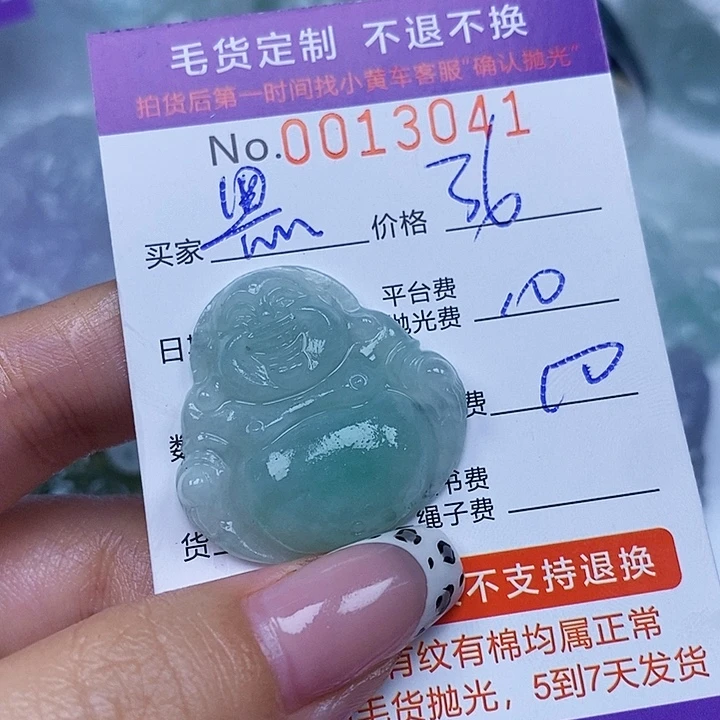 毛货定制 不退不换
拍货后第一时间找小黄车客服“确认抛光”
No.0013041
买家 黑 价格 36
平台费
抛光费 10
日
费
数
书费
绳子费
货
不支持退换
有纹有棉均属正常
毛货抛光，5到7天发货